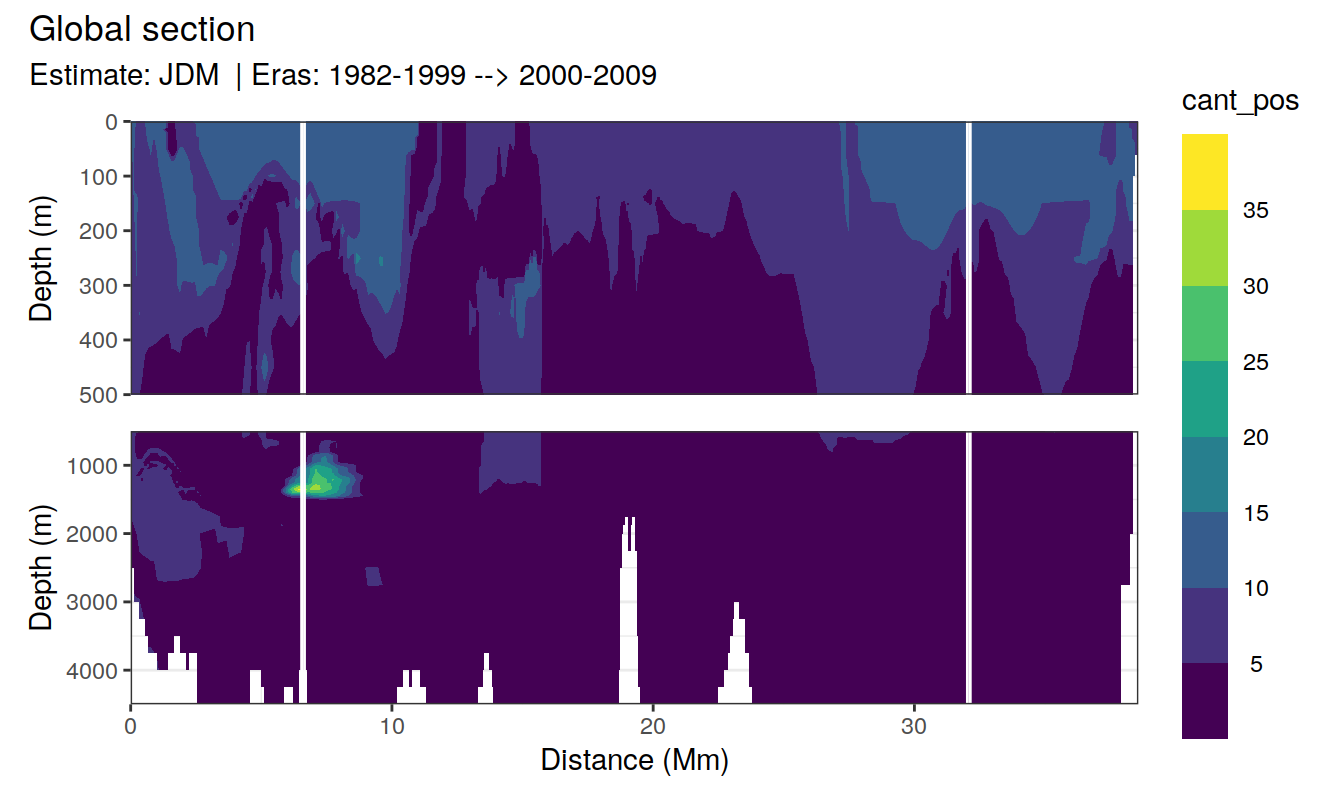 Global section
Estimate: JDM | Eras: 1982-1999 --> 2000-2009
cant_pos
35
30
25
20
15
10
5
Depth (m)
0
100
200
300
400
500
Depth (m)
1000
2000
3000
4000
0 10 20 30
Distance (Mm)